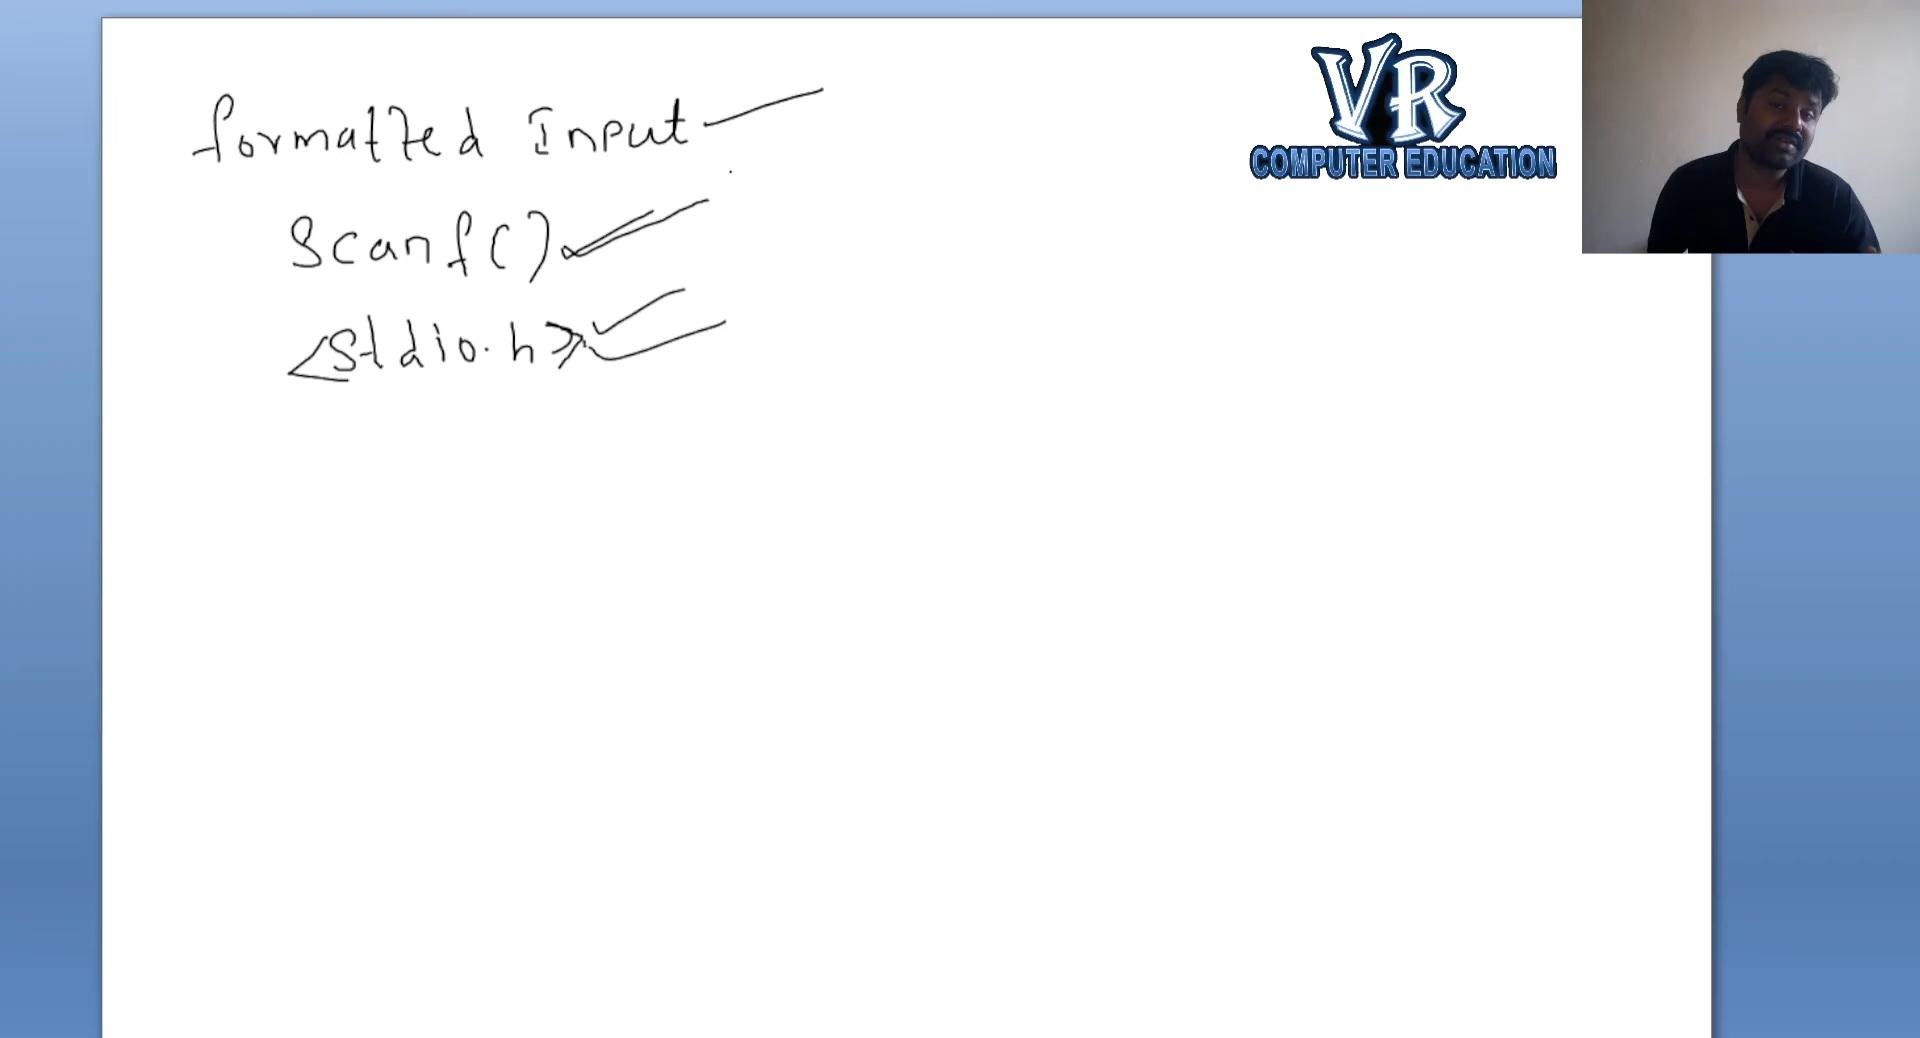 formatted Input
Scanf()
<Stdio.h>
VR
COMPUTER EDUCATION